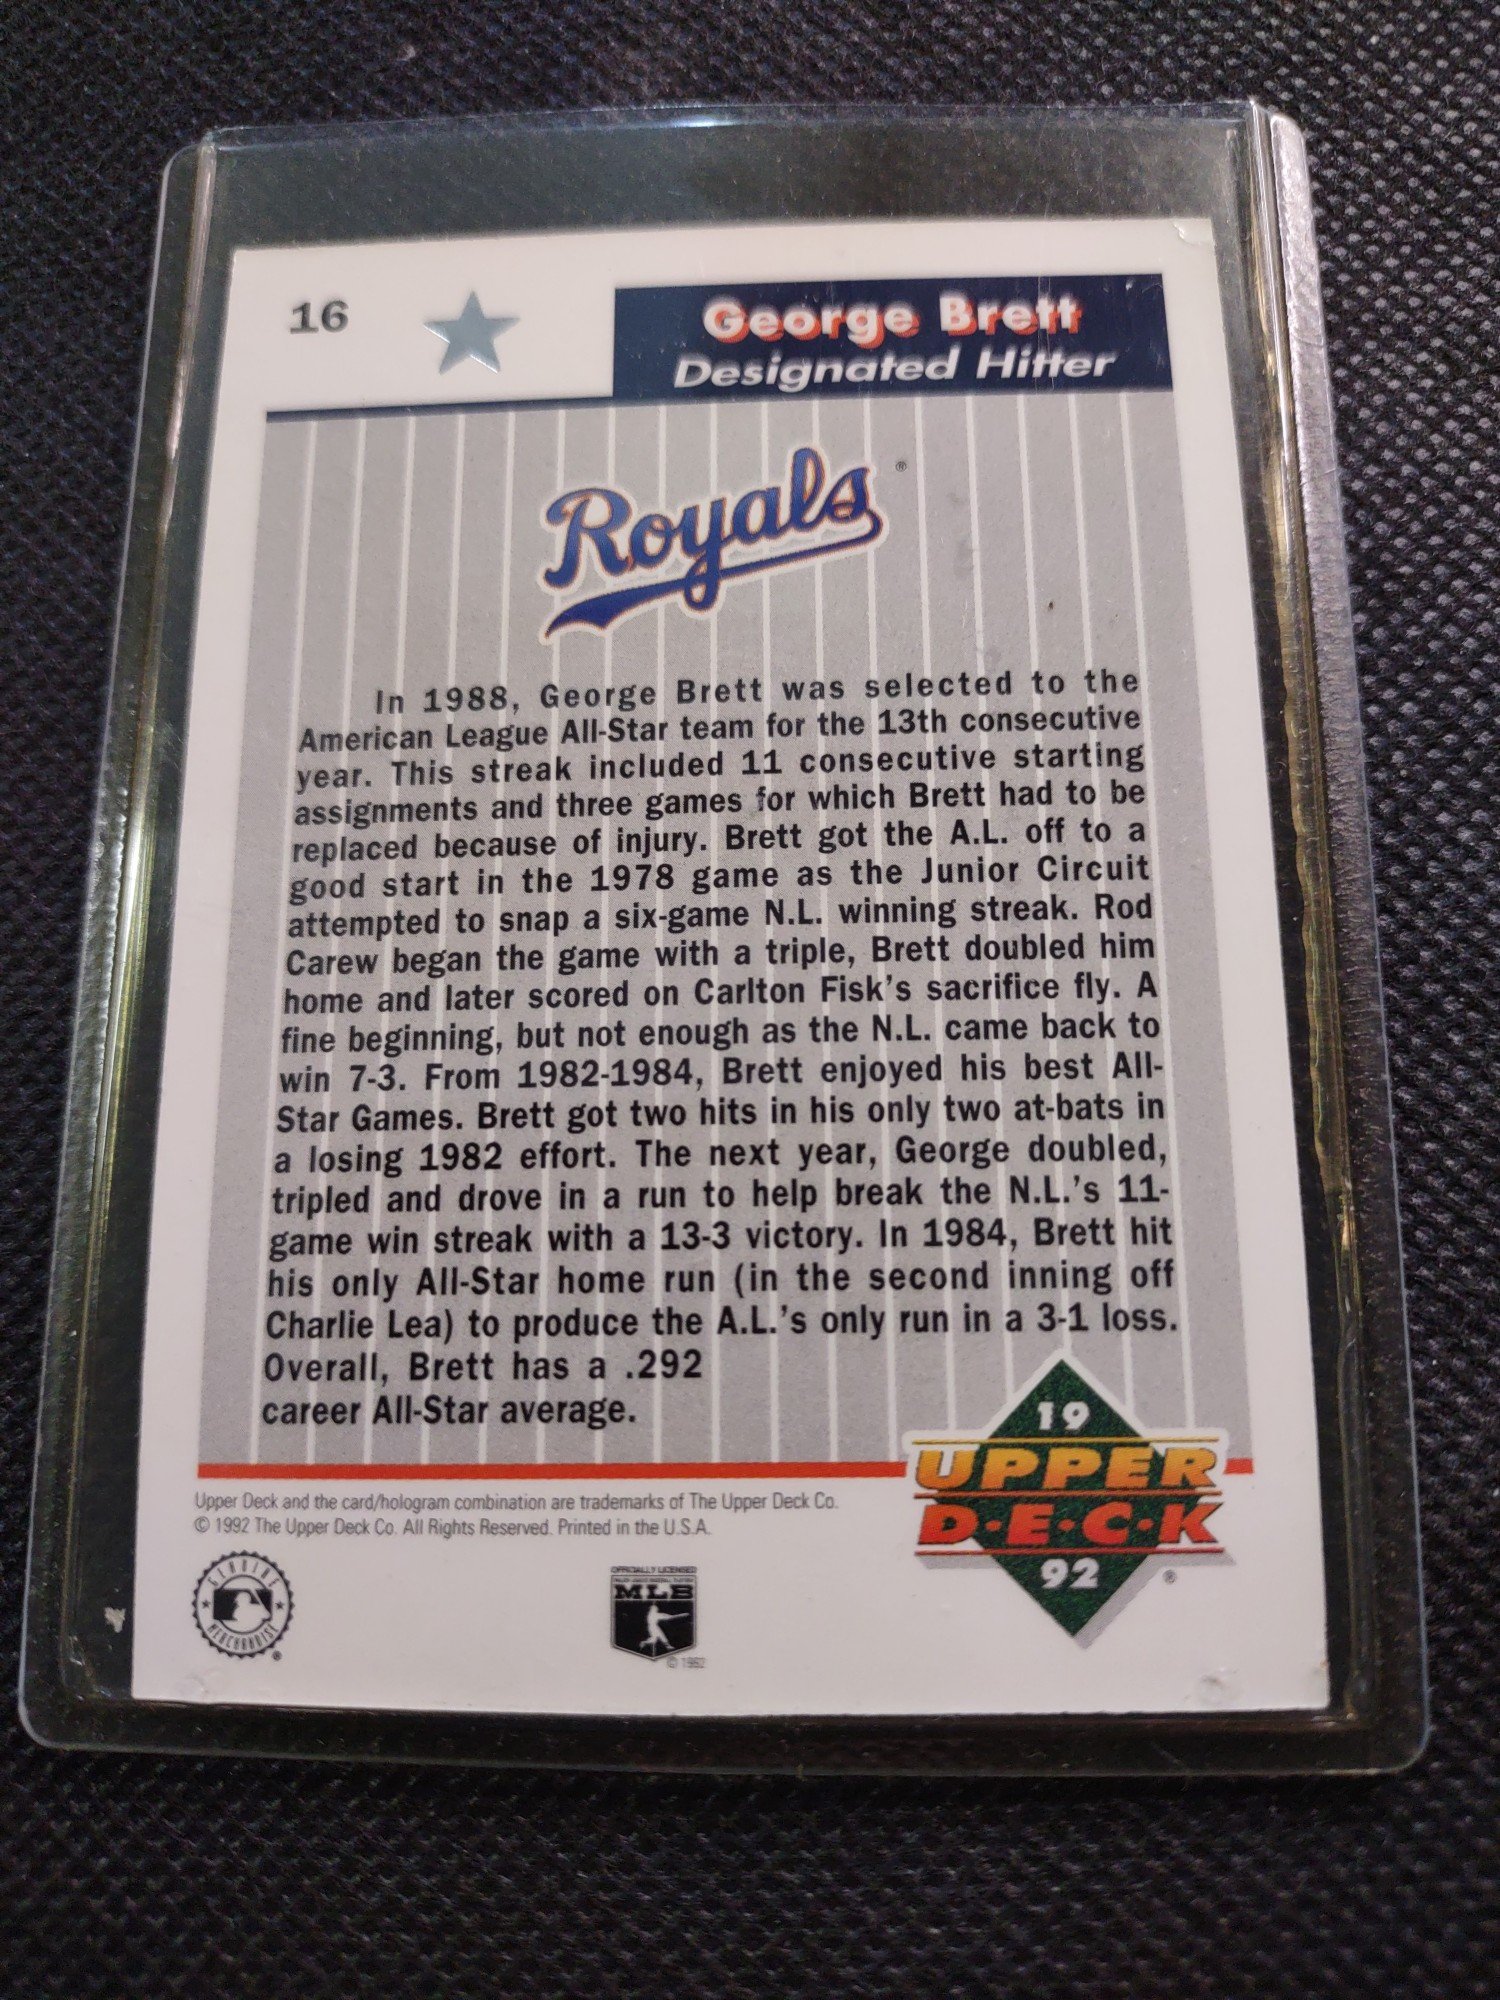 16
George Brett
Designated Hitter
Royals ®
In 1988, George Brett was selected to the
American League All-Star team for the 13th consecutive
year. This streak included 11 consecutive starting
assignments and three games for which Brett had to be
replaced because of injury. Brett got the A.L. off to a
good start in the 1978 game as the Junior Circuit
attempted to snap a six-game N.L. winning streak. Rod
Carew began the game with a triple, Brett doubled him
home and later scored on Carlton Fisk's sacrifice fly. A
fine beginning, but not enough as the N.L. came back to
win 7-3. From 1982-1984, Brett enjoyed his best All-
Star Games. Brett got two hits in his only two at-bats in
a losing 1982 effort. The next year, George doubled,
tripled and drove in a run to help break the N.L.'s 11-
game win streak with a 13-3 victory. In 1984, Brett hit
his only All-Star home run (in the second inning off
Charlie Lea) to produce the A.L.'s only run in a 3-1 loss.
Overall, Brett has a .292
career All-Star average.
19
UPPER
D·E·C·K
92
®
Upper Deck and the card/hologram combination are trademarks of The Upper Deck Co.
© 1992 The Upper Deck Co. All Rights Reserved. Printed in the U.S.A.
GENUINE
MERCHANDISE
®
OFFICIALLY LICENSED
MLB
© 1992